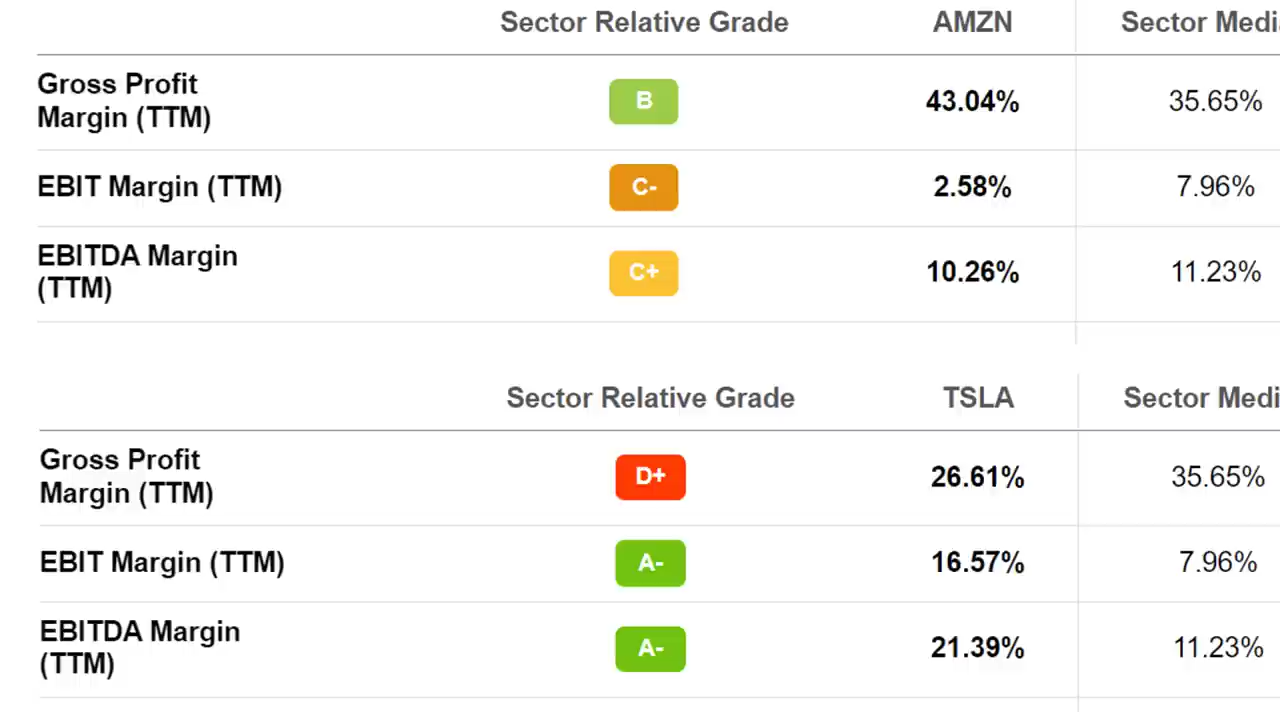 Sector Relative Grade AMZN Sector Medi
Gross Profit
Margin (TTM) B 43.04% 35.65%
EBIT Margin (TTM) C- 2.58% 7.96%
EBITDA Margin
(TTM) C+ 10.26% 11.23%
Sector Relative Grade TSLA Sector Medi
Gross Profit
Margin (TTM) D+ 26.61% 35.65%
EBIT Margin (TTM) A- 16.57% 7.96%
EBITDA Margin
(TTM) A- 21.39% 11.23%